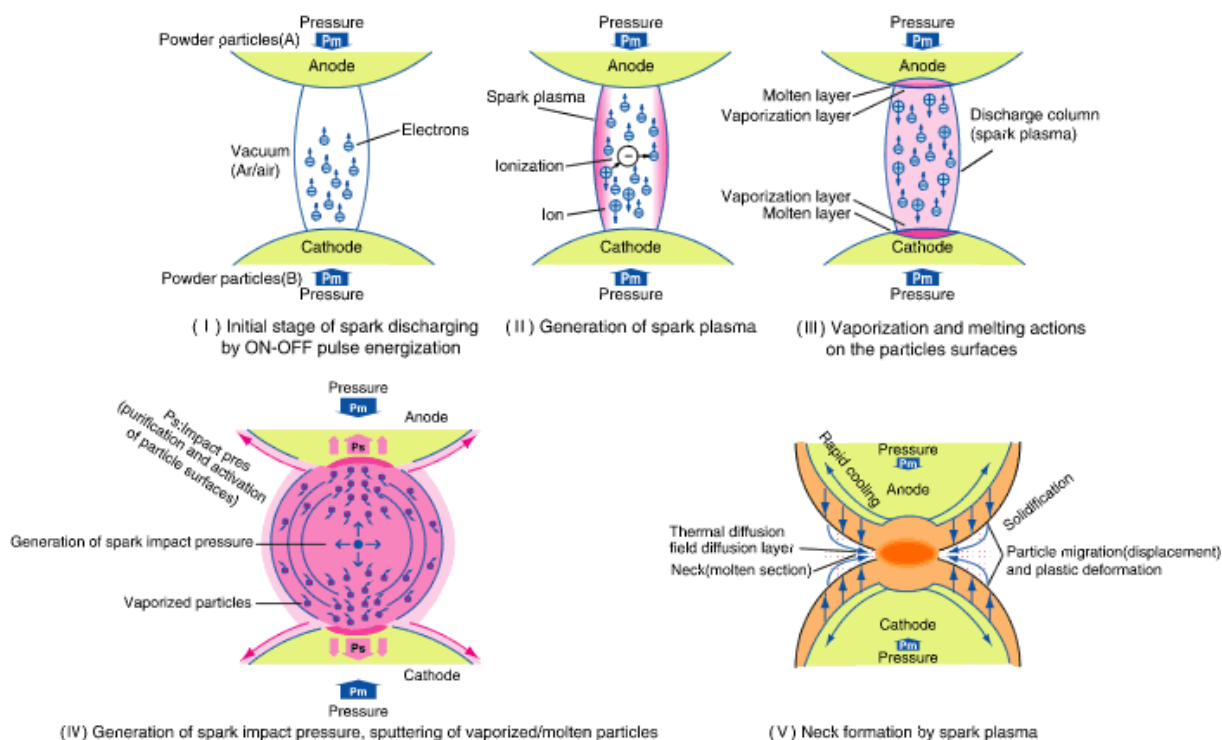 Pressure
Powder particles(A)
Pm
Anode
Vacuum
(Ar/air)
Electrons
Cathode
Powder particles(B)
Pm
Pressure
(I) Initial stage of spark discharging
by ON-OFF pulse energization
Pressure
Pm
Anode
Spark plasma
Ionization
Ion
Cathode
Pm
Pressure
(II) Generation of spark plasma
Pressure
Pm
Anode
Molten layer
Vaporization layer
Discharge column
(spark plasma)
Vaporization layer
Molten layer
Cathode
Pm
Pressure
(III) Vaporization and melting actions
on the particles surfaces
Pressure
Pm
Anode
Ps:Impact pres
(purification and activation
of particle surfaces)
Ps
Generation of spark impact pressure
Vaporized particles
Ps
Cathode
Pm
Pressure
(IV) Generation of spark impact pressure, sputtering of vaporized/molten particles
Pressure
Pm
Anode
Rapid cooling
Solidification
Thermal diffusion
field diffusion layer
Neck(molten section)
Particle migration(displacement)
and plastic deformation
Cathode
Pm
Pressure
(V) Neck formation by spark plasma